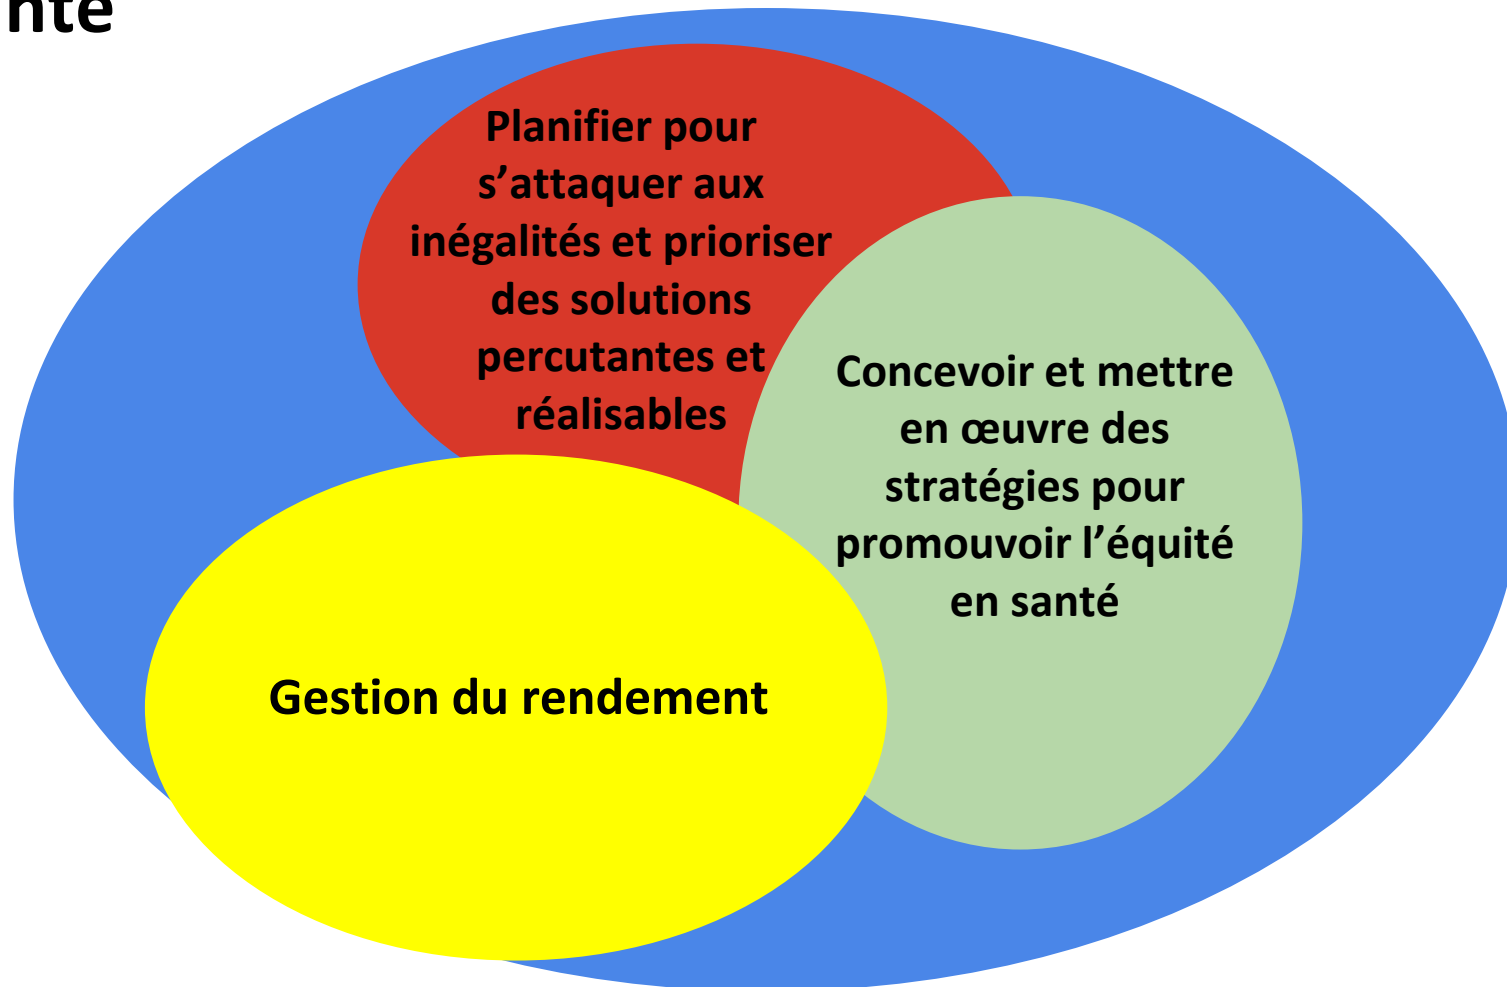 Planifier pour
s’attaquer aux
inégalités et prioriser
des solutions
percutantes et
réalisables
Concevoir et mettre
en œuvre des
stratégies pour
promouvoir l’équité
en santé
Gestion du rendement